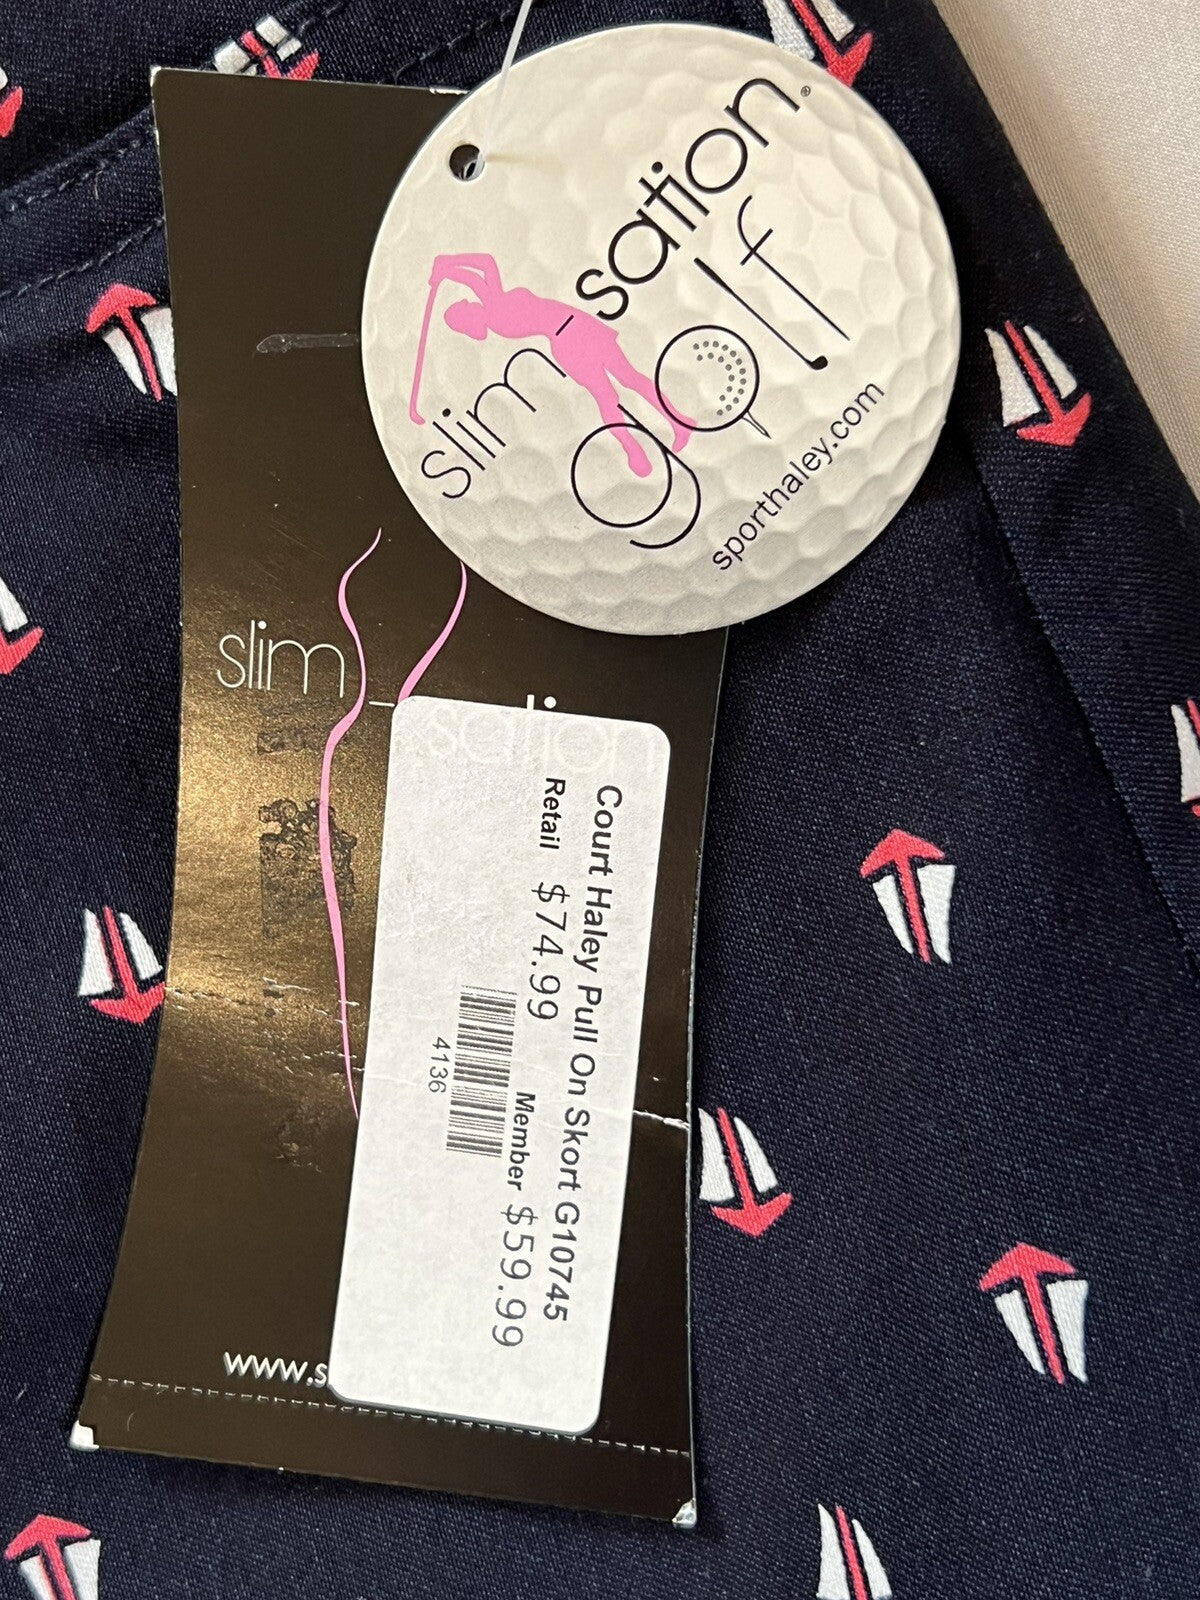 slim-sation®
golf
sporthaley.com
slim-sation
Court Haley Pull On Skort G10745
Retail $74.99 Member $59.99
4136
www.s